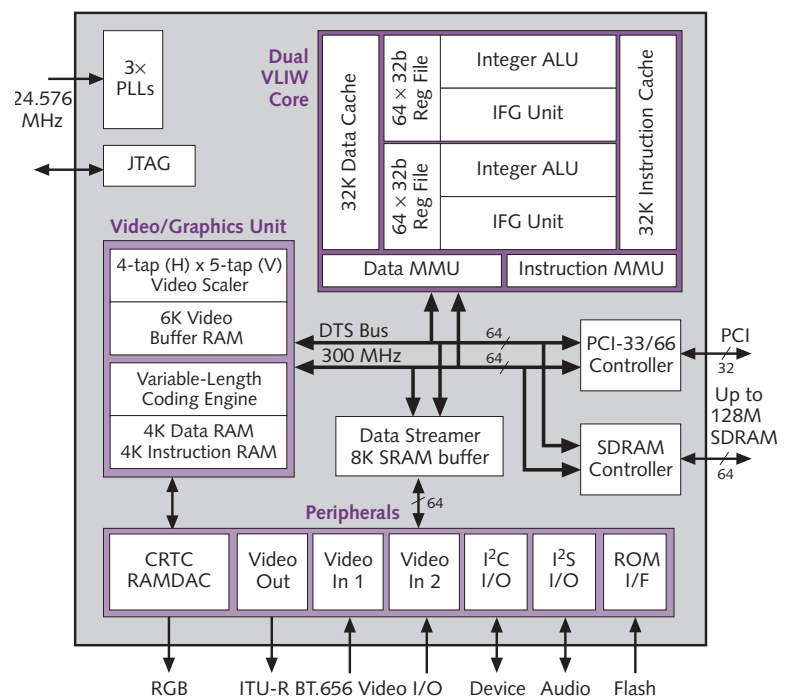 3×
PLLs
24.576
MHz
JTAG
Dual
VLIW
Core
32K Data Cache
64 × 32b
Reg File
Integer ALU
IFG Unit
64 × 32b
Reg File
Integer ALU
IFG Unit
32K Instruction Cache
Data MMU
Instruction MMU
Video/Graphics Unit
4-tap (H) x 5-tap (V)
Video Scaler
6K Video
Buffer RAM
Variable-Length
Coding Engine
4K Data RAM
4K Instruction RAM
DTS Bus
64
300 MHz
64
PCI-33/66
Controller
PCI
32
Up to
128M
SDRAM
64
SDRAM
Controller
Data Streamer
8K SRAM buffer
64
Peripherals
CRTC
RAMDAC
Video
Out
Video
In 1
Video
In 2
I²C
I/O
I²S
I/O
ROM
I/F
RGB
ITU-R BT.656 Video I/O
Device
Audio
Flash